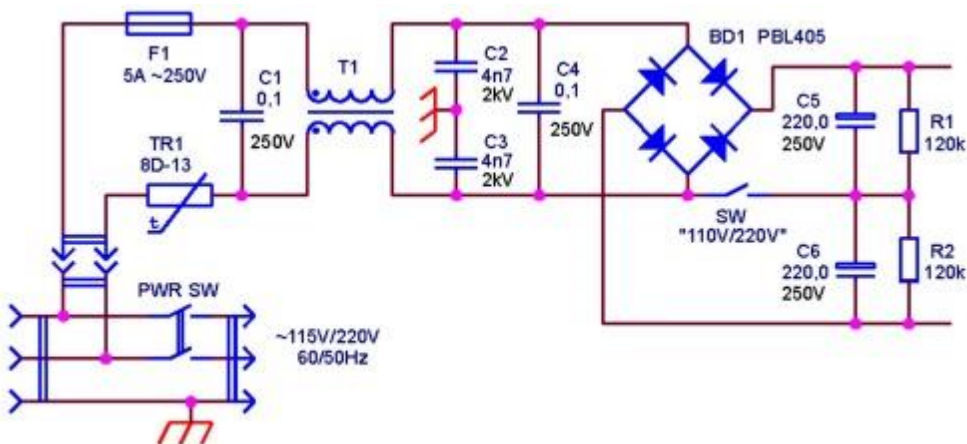 F1
5A ~250V
C1
0,1
250V
T1
C2
4n7
2kV
C3
4n7
2kV
C4
0,1
250V
BD1 PBL405
C5
220,0
250V
R1
120k
TR1
8D-13
t
SW
"110V/220V"
C6
220,0
250V
R2
120k
PWR SW
~115V/220V
60/50Hz